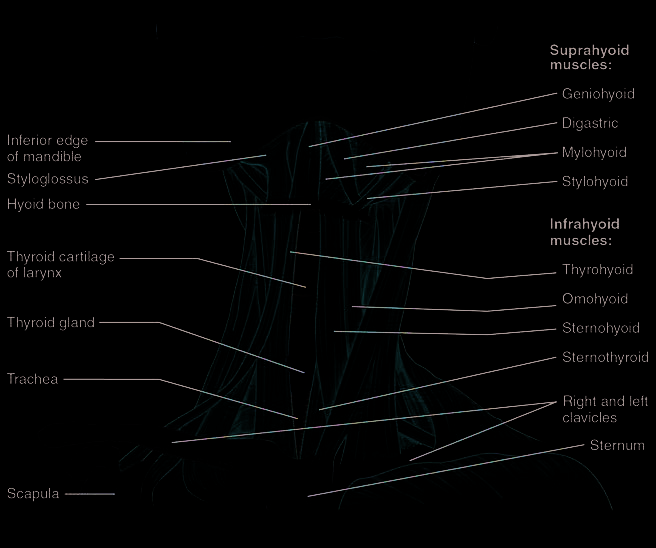 Suprahyoid
muscles:
Geniohyoid
Digastric
Mylohyoid
Stylohyoid
Infrahyoid
muscles:
Thyrohyoid
Omohyoid
Sternohyoid
Sternothyroid
Right and left
clavicles
Sternum
Inferior edge
of mandible
Styloglossus
Hyoid bone
Thyroid cartilage
of larynx
Thyroid gland
Trachea
Scapula